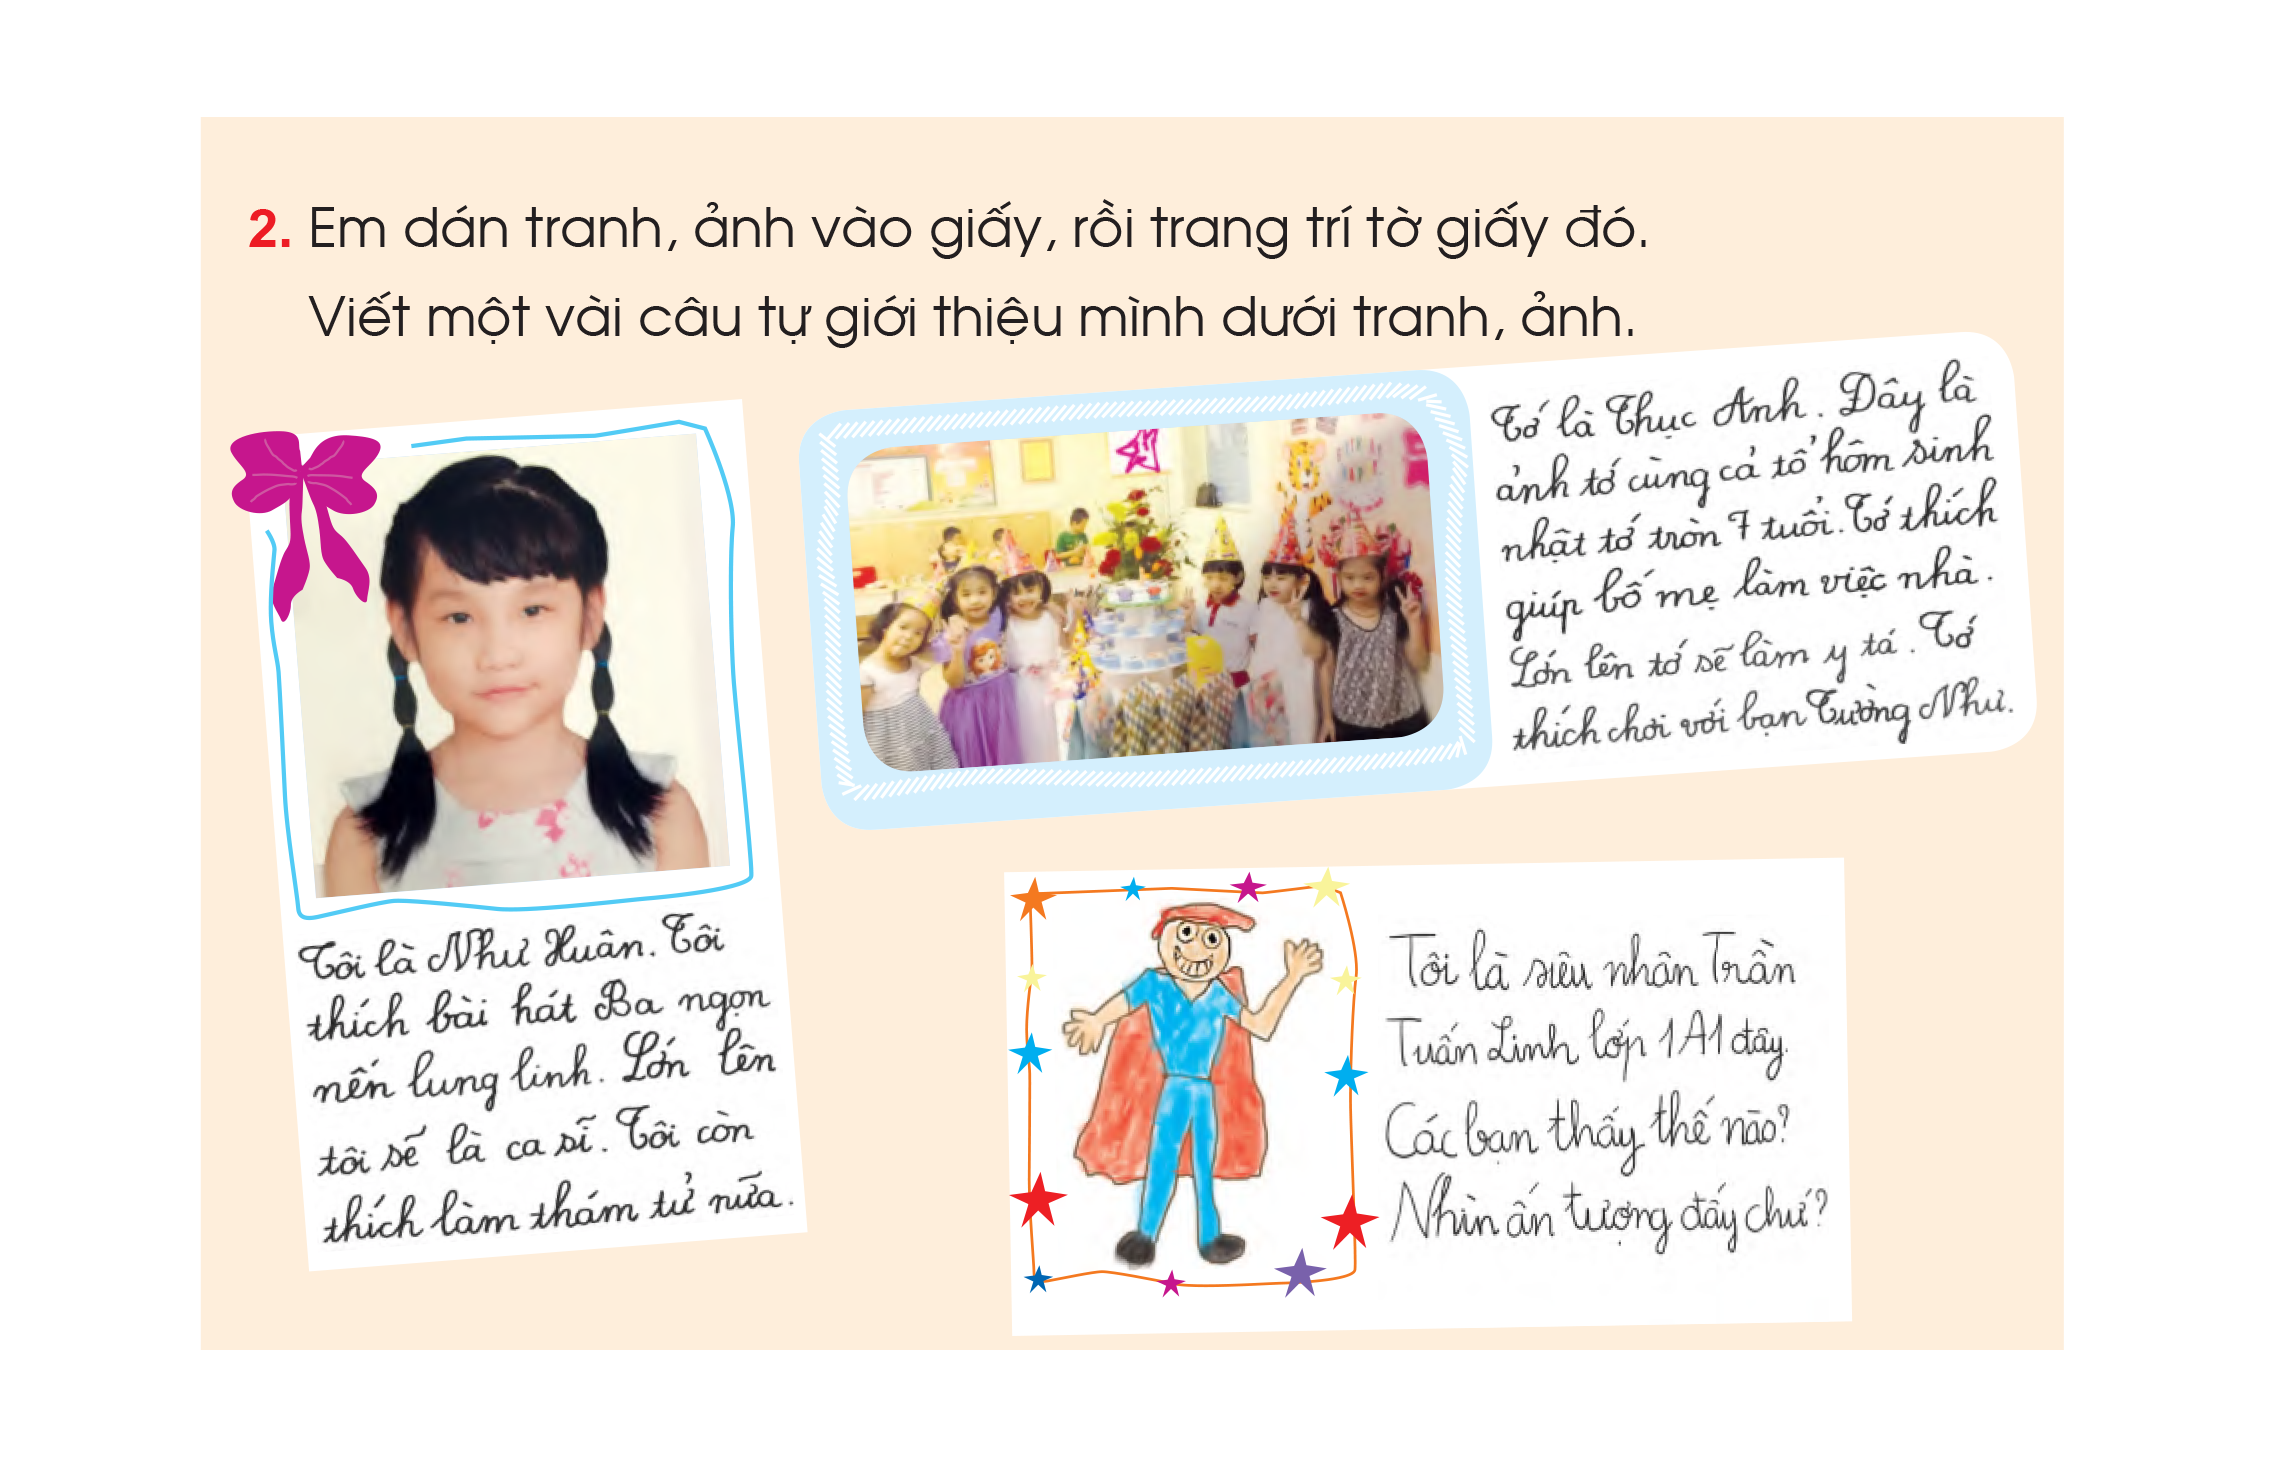 2. Em dán tranh, ảnh vào giấy, rồi trang trí tờ giấy đó.
Viết một vài câu tự giới thiệu mình dưới tranh, ảnh.
Tôi là Như Xuân. Tôi
thích bài hát Ba ngọn
nến lung linh. Lớn lên
tôi sẽ là ca sĩ. Tôi còn
thích làm thám tử nữa.
Tớ là Thục Anh. Đây là
ảnh tớ cùng cả tổ hôm sinh
nhật tớ tròn 7 tuổi. Tớ thích
giúp bố mẹ làm việc nhà.
Lớn lên tớ sẽ làm y tá. Tớ
thích chơi với bạn Tường Như.
Tôi là siêu nhân Trần
Tuấn Linh lớp 1A1 đây.
Các bạn thấy thế nào?
Nhìn ấn tượng đấy chứ?